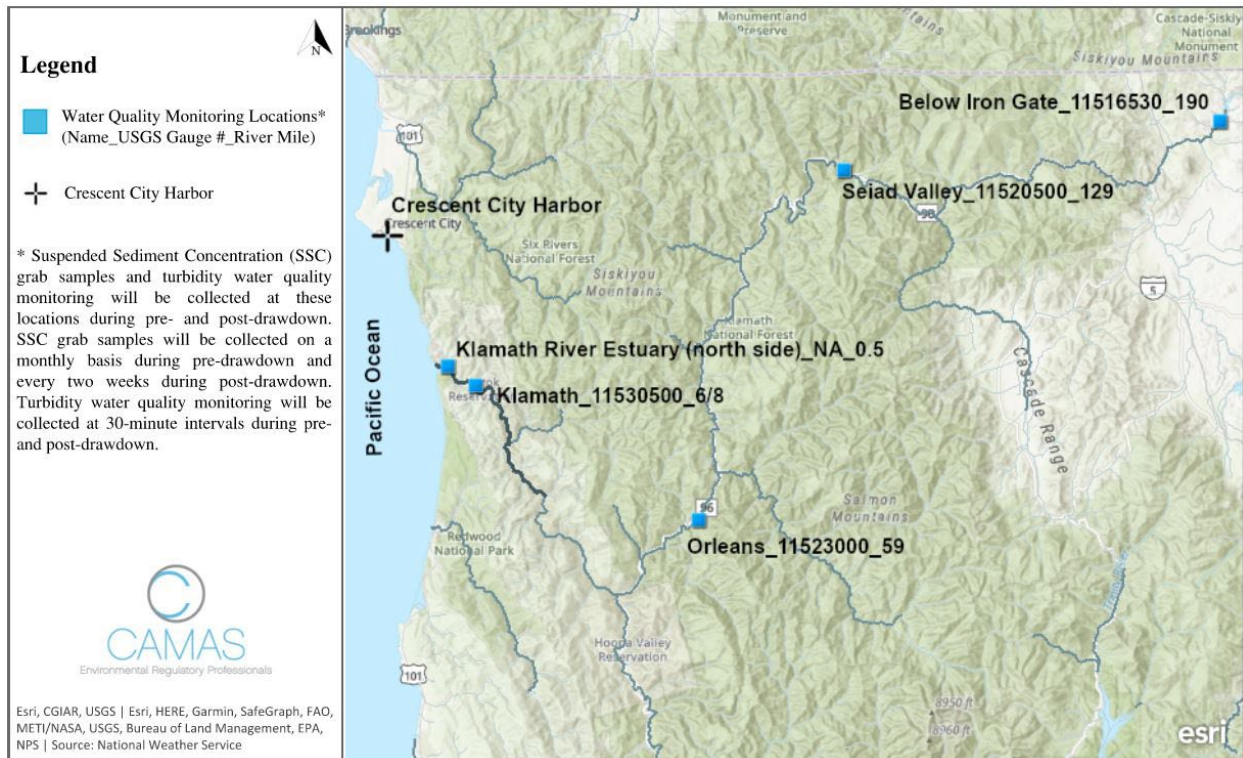 N
Legend
Water Quality Monitoring Locations*
(Name_USGS Gauge #_River Mile)
Crescent City Harbor
* Suspended Sediment Concentration (SSC)
grab samples and turbidity water quality
monitoring will be collected at these
locations during pre- and post-drawdown.
SSC grab samples will be collected on a
monthly basis during pre-drawdown and
every two weeks during post-drawdown.
Turbidity water quality monitoring will be
collected at 30-minute intervals during pre-
and post-drawdown.
CAMAS
Environmental Regulatory Professionals
Esri, CGIAR, USGS | Esri, HERE, Garmin, SafeGraph, FAO,
METI/NASA, USGS, Bureau of Land Management, EPA,
NPS | Source: National Weather Service
Brookings
Monument and
Preserve
Cascade-Siskiy
National
Monument
Siskiyou Mountains
Below Iron Gate_11516530_190
101
Seiad Valley_11520500_129
96
Crescent City Harbor
Crescent City
Six Rivers
National Forest
Siskiyou
Mountains
5
Klamath
National Forest
Pacific Ocean
Klamath River Estuary (north side)_NA_0.5
Klamath_11530500_6/8
Cascade Range
96
Salmon
Mountains
Orleans_11523000_59
Redwood
National Park
Hoopa Valley
Reservation
101
8950 ft
8960 ft
esri